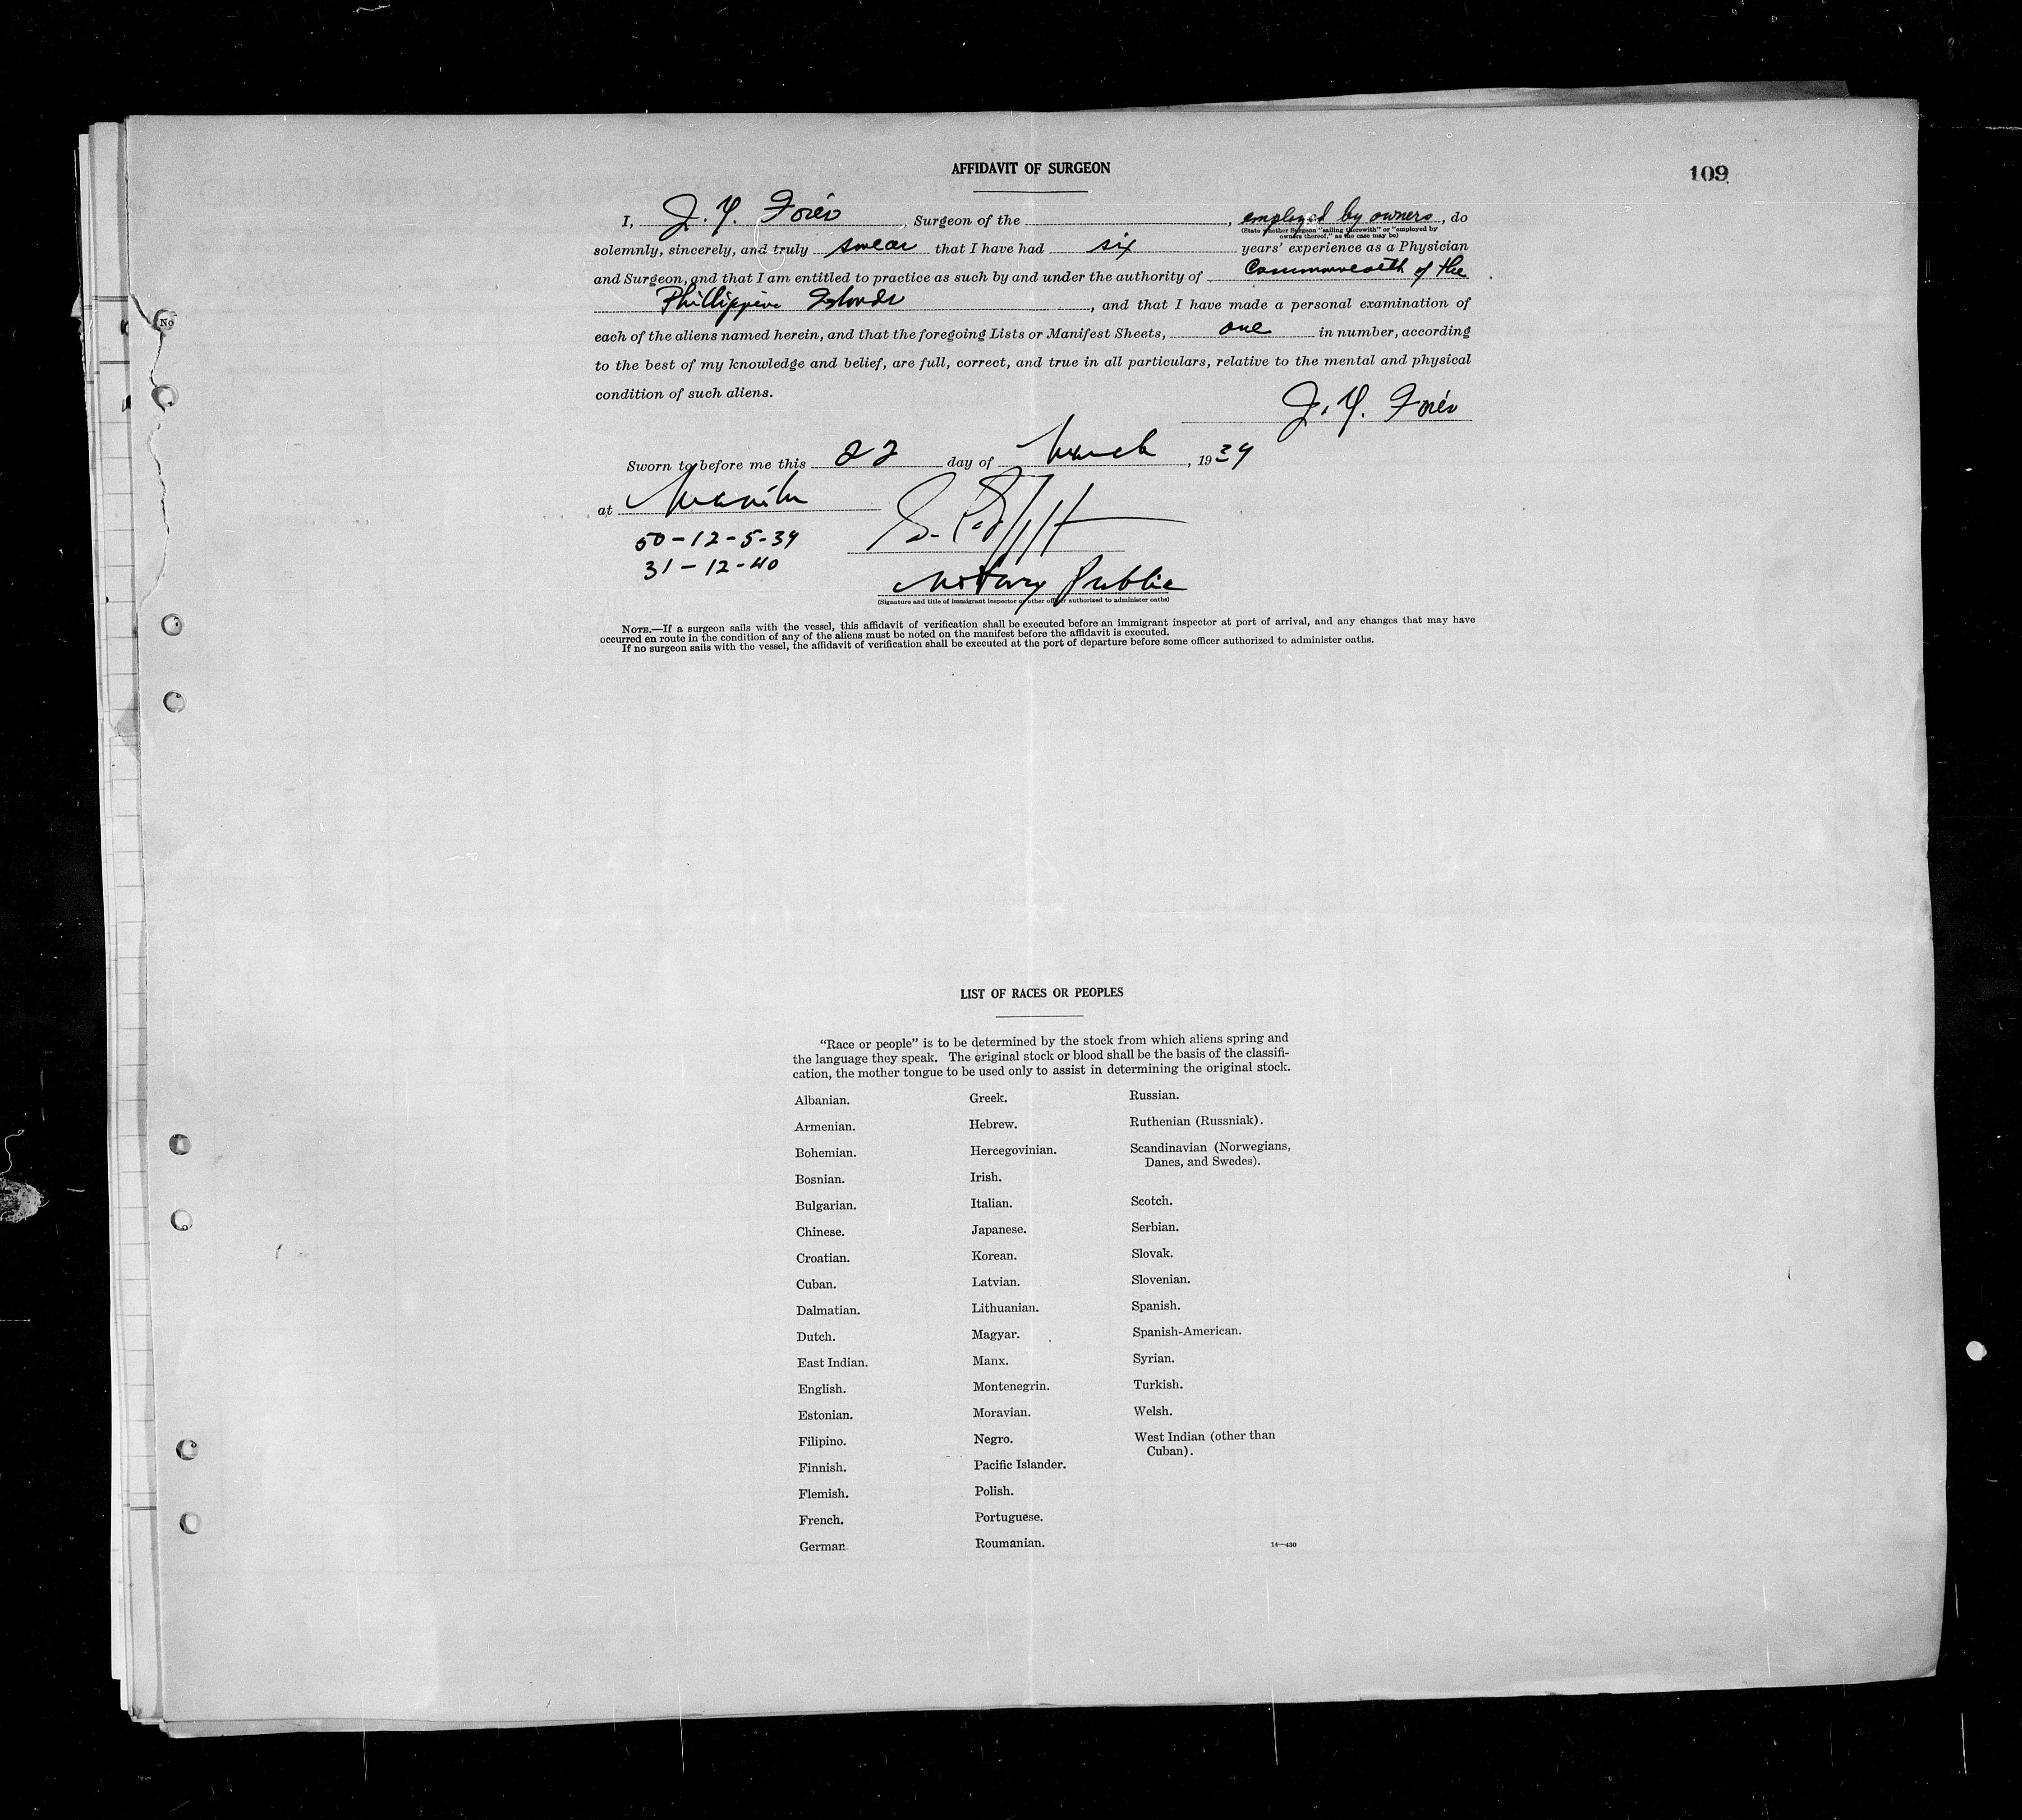 AFFIDAVIT OF SURGEON
109
I, J. Y. , Surgeon of the , employed by owners, do
(State whether Surgeon "sailing therewith" or "employed by
owners thereof," as the case may be)
solemnly, sincerely, and truly swear that I have had six years' experience as a Physician
and Surgeon, and that I am entitled to practice as such by and under the authority of Commonwealth of the
Phillippine Islands, and that I have made a personal examination of
each of the aliens named herein, and that the foregoing Lists or Manifest Sheets, one in number, according
to the best of my knowledge and belief, are full, correct, and true in all particulars, relative to the mental and physical
condition of such aliens.
J. Y.
Sworn to before me this 22 day of March, 1939
at Manila
50-12-5-39
31-12-40
Notary Public
(Signature and title of immigrant inspector or other officer authorized to administer oaths)
NOTE.—If a surgeon sails with the vessel, this affidavit of verification shall be executed before an immigrant inspector at port of arrival, and any changes that may have
occurred en route in the condition of any of the aliens must be noted on the manifest before the affidavit is executed.
If no surgeon sails with the vessel, the affidavit of verification shall be executed at the port of departure before some officer authorized to administer oaths.
No
LIST OF RACES OR PEOPLES
"Race or people" is to be determined by the stock from which aliens spring and
the language they speak. The original stock or blood shall be the basis of the classifi-
cation, the mother tongue to be used only to assist in determining the original stock.
Albanian.
Armenian.
Bohemian.
Bosnian.
Bulgarian.
Chinese.
Croatian.
Cuban.
Dalmatian.
Dutch.
East Indian.
English.
Estonian.
Filipino.
Finnish.
Flemish.
French.
German
Greek.
Hebrew.
Hercegovinian.
Irish.
Italian.
Japanese.
Korean.
Latvian.
Lithuanian.
Magyar.
Manx.
Montenegrin.
Moravian.
Negro.
Pacific Islander.
Polish.
Portuguese.
Roumanian.
Russian.
Ruthenian (Russniak).
Scandinavian (Norwegians,
Danes, and Swedes).
Scotch.
Serbian.
Slovak.
Slovenian.
Spanish.
Spanish-American.
Syrian.
Turkish.
Welsh.
West Indian (other than
Cuban).
14—430